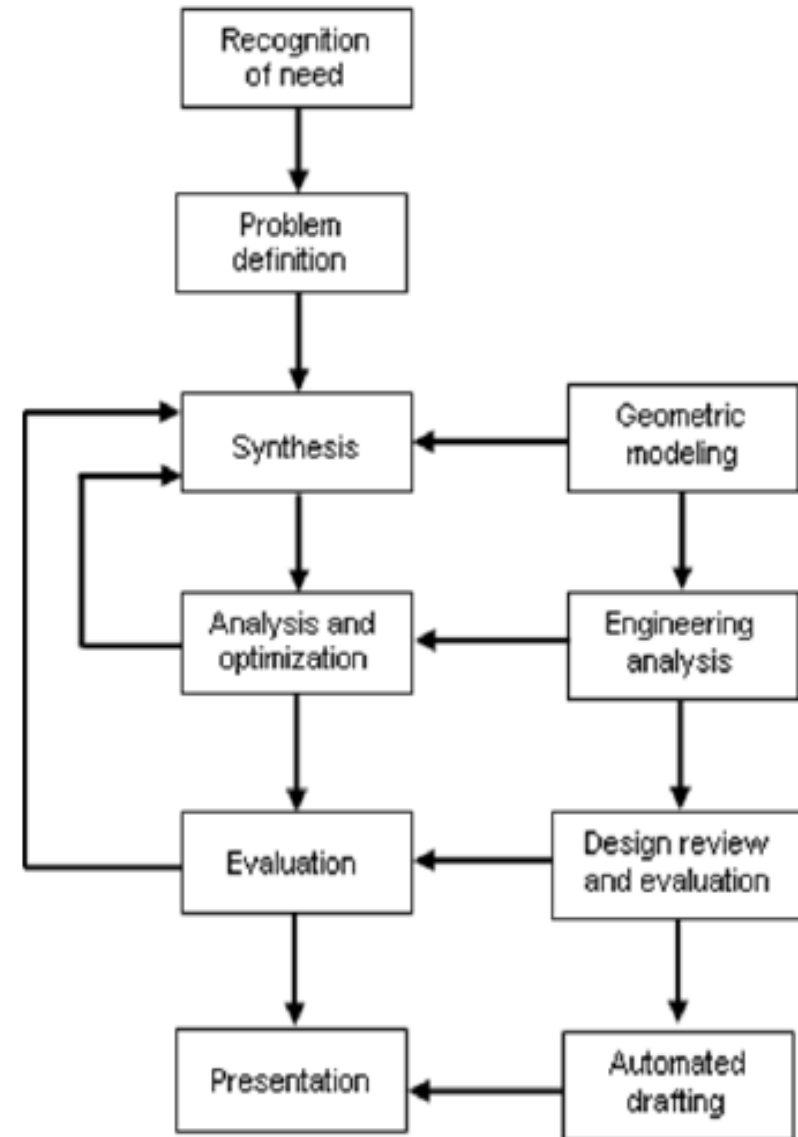 Recognition
of need
Problem
definition
Synthesis
Geometric
modeling
Analysis and
optimization
Engineering
analysis
Evaluation
Design review
and evaluation
Presentation
Automated
drafting